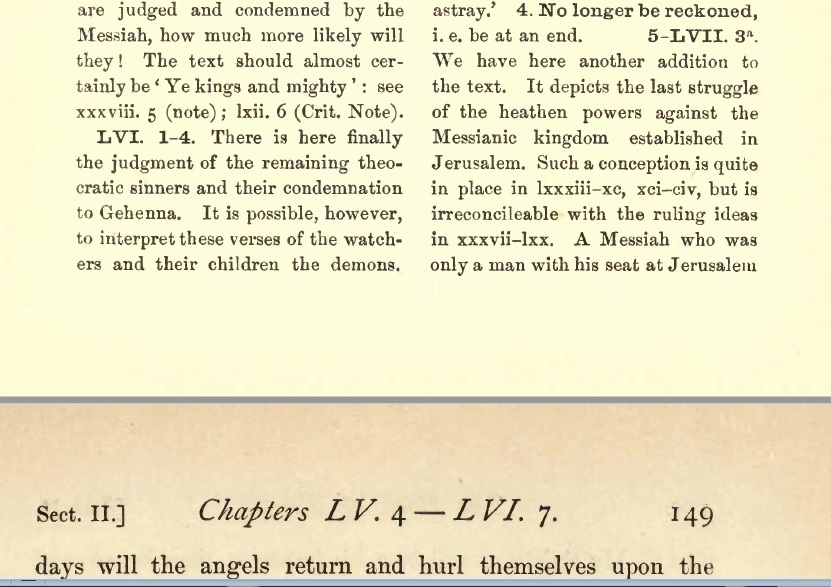 are judged and condemned by the
Messiah, how much more likely will
they! The text should almost cer-
tainly be ‘Ye kings and mighty’: see
xxxviii. 5 (note); lxii. 6 (Crit. Note).
LVI. 1–4. There is here finally
the judgment of the remaining theo-
cratic sinners and their condemnation
to Gehenna. It is possible, however,
to interpret these verses of the watch-
ers and their children the demons.
astray.’ 4. No longer be reckoned,
i. e. be at an end. 5–LVII. 3ª.
We have here another addition to
the text. It depicts the last struggle
of the heathen powers against the
Messianic kingdom established in
Jerusalem. Such a conception is quite
in place in lxxxiii–xc, xci–civ, but is
irreconcileable with the ruling ideas
in xxxvii–lxx. A Messiah who was
only a man with his seat at Jerusalem
Sect. II.] Chapters LV. 4 — LVI. 7. 149
days will the angels return and hurl themselves upon the